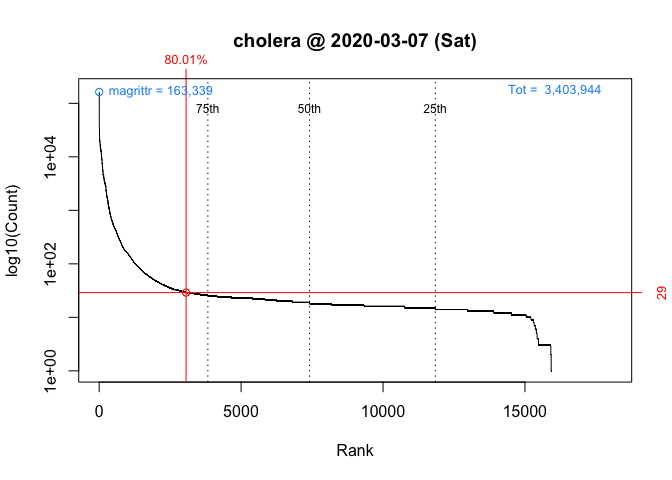 cholera @ 2020-03-07 (Sat)
80.01%
magrittr = 163,339
Tot = 3,403,944
75th
50th
25th
log10(Count)
1e+04
1e+02
1e+00
29
0
5000
10000
15000
Rank